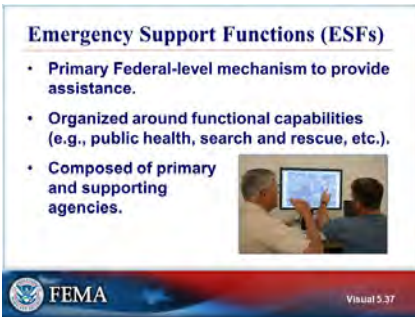 Emergency Support Functions (ESFs)
• Primary Federal-level mechanism to provide
assistance.
• Organized around functional capabilities
(e.g., public health, search and rescue, etc.).
• Composed of primary
and supporting
agencies.
FEMA
Visual 5.37